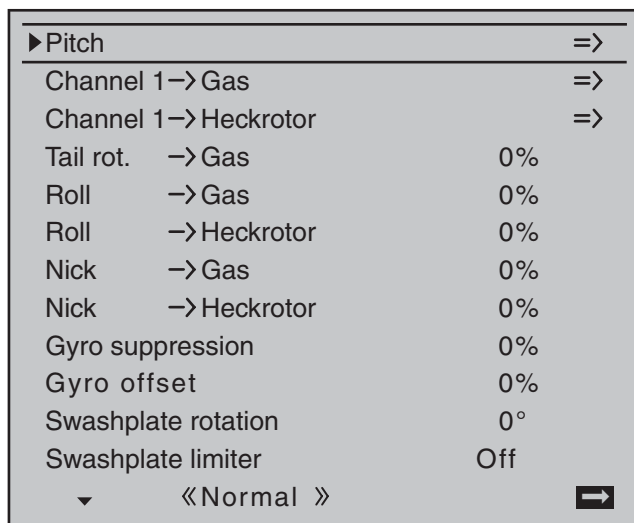 ▶Pitch =>
Channel 1–>Gas =>
Channel 1–>Heckrotor =>
Tail rot. –>Gas 0%
Roll –>Gas 0%
Roll –>Heckrotor 0%
Nick –>Gas 0%
Nick –>Heckrotor 0%
Gyro suppression 0%
Gyro offset 0%
Swashplate rotation 0°
Swashplate limiter Off
▼ «Normal »